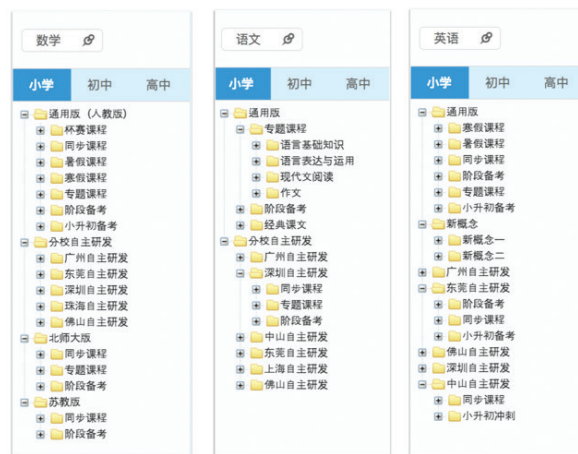 数学
小学 初中 高中
通用版（人教版）
杯赛课程
同步课程
暑假课程
寒假课程
专题课程
阶段备考
小升初备考
分校自主研发
广州自主研发
东莞自主研发
深圳自主研发
珠海自主研发
佛山自主研发
北师大版
同步课程
专题课程
阶段备考
苏教版
同步课程
阶段备考
语文
小学 初中 高中
通用版
专题课程
语言基础知识
语言表达与运用
现代文阅读
作文
阶段备考
经典课文
分校自主研发
广州自主研发
深圳自主研发
同步课程
专题课程
阶段备考
中山自主研发
东莞自主研发
上海自主研发
佛山自主研发
英语
小学 初中 高中
通用版
寒假课程
暑假课程
同步课程
阶段备考
专题课程
小升初备考
新概念
新概念一
新概念二
广州自主研发
东莞自主研发
阶段备考
同步课程
小升初备考
佛山自主研发
深圳自主研发
中山自主研发
同步课程
小升初冲刺